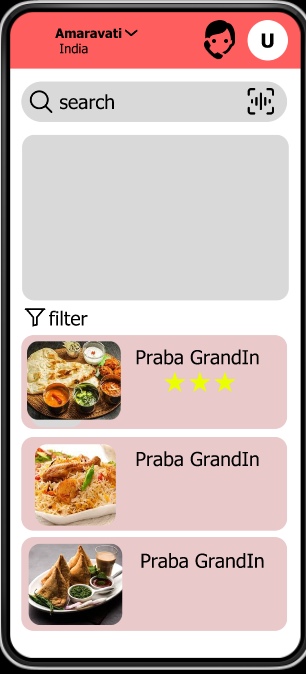 Amaravati
India
U
search
filter
Praba GrandIn
Praba GrandIn
Praba GrandIn